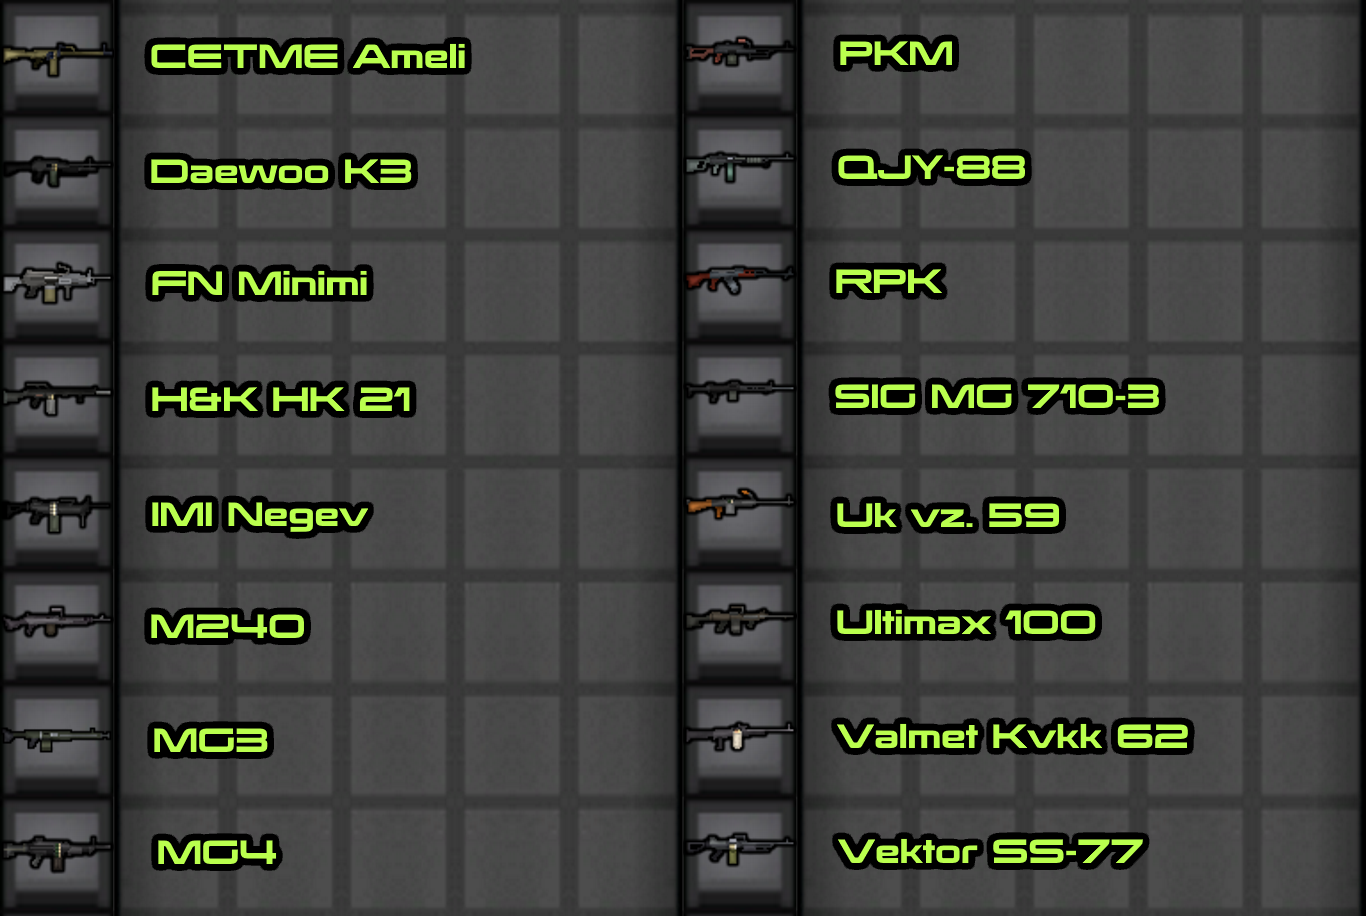 CETME Ameli
Daewoo K3
FN Minimi
H&K HK 21
IMI Negev
M240
MG3
MG4
PKM
QJY-88
RPK
SIG MG 710-3
Uk vz. 59
Ultimax 100
Valmet Kvkk 62
Vektor SS-77